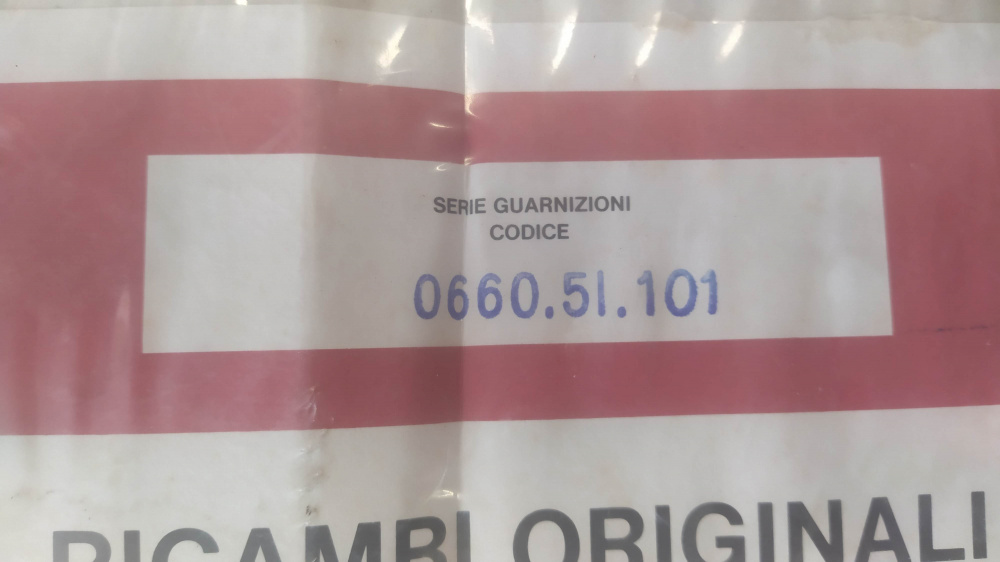 SERIE GUARNIZIONI
CODICE
0660.51.101
RICAMBI ORIGINALI